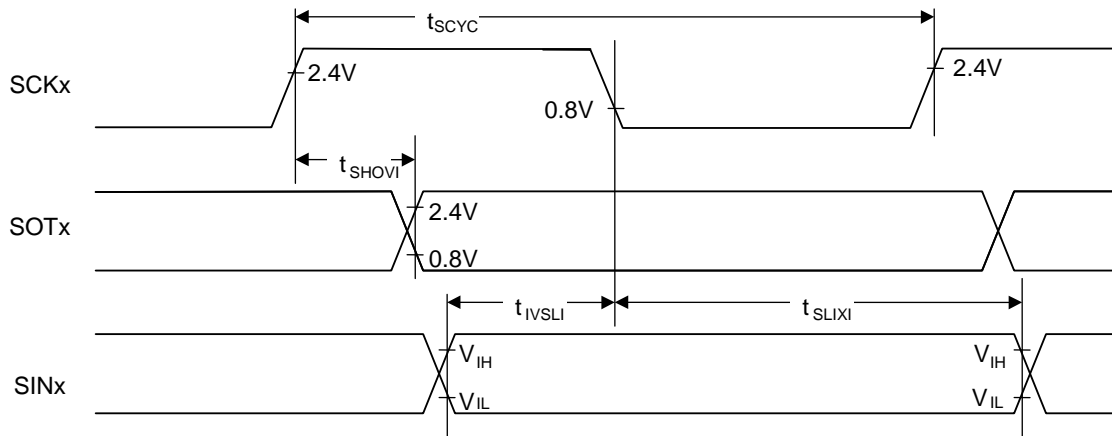 tSCYC
SCKx
2.4V
0.8V
2.4V
tSHOVI
SOTx
2.4V
0.8V
tIVSLI
tSLIXI
SINx
VIH
VIL
VIH
VIL